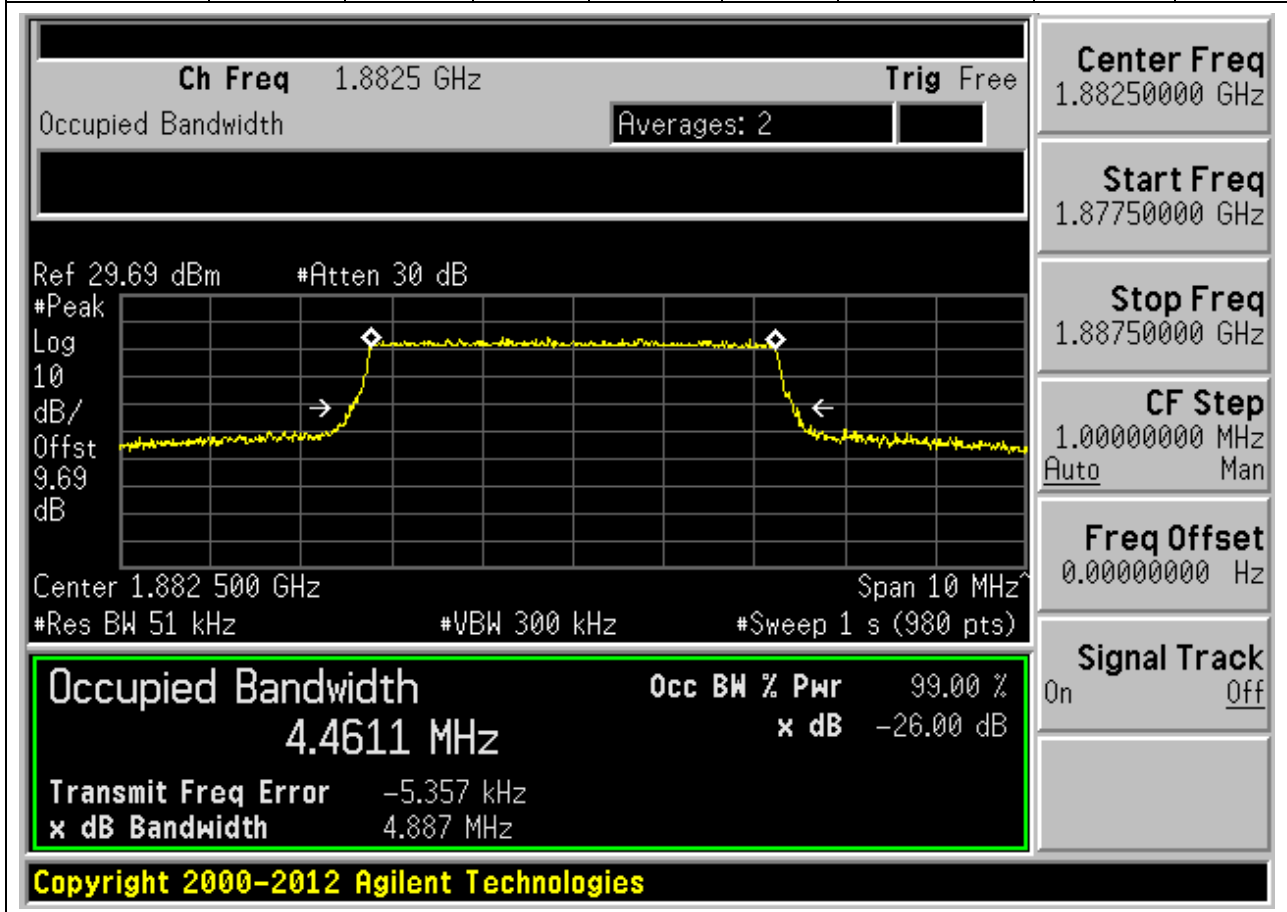 Ch Freq 1.8825 GHz Trig Free
Occupied Bandwidth Averages: 2
Ref 29.69 dBm #Atten 30 dB
#Peak
Log
10
dB/
Offst
9.69
dB
Center 1.882 500 GHz Span 10 MHz^
#Res BW 51 kHz #VBW 300 kHz #Sweep 1 s (980 pts)
Occupied Bandwidth Occ BW % Pwr 99.00 %
4.4611 MHz x dB -26.00 dB
Transmit Freq Error -5.357 kHz
x dB Bandwidth 4.887 MHz
Copyright 2000-2012 Agilent Technologies
Center Freq
1.88250000 GHz
Start Freq
1.87750000 GHz
Stop Freq
1.88750000 GHz
CF Step
1.00000000 MHz
Auto Man
Freq Offset
0.00000000 Hz
Signal Track
On Off